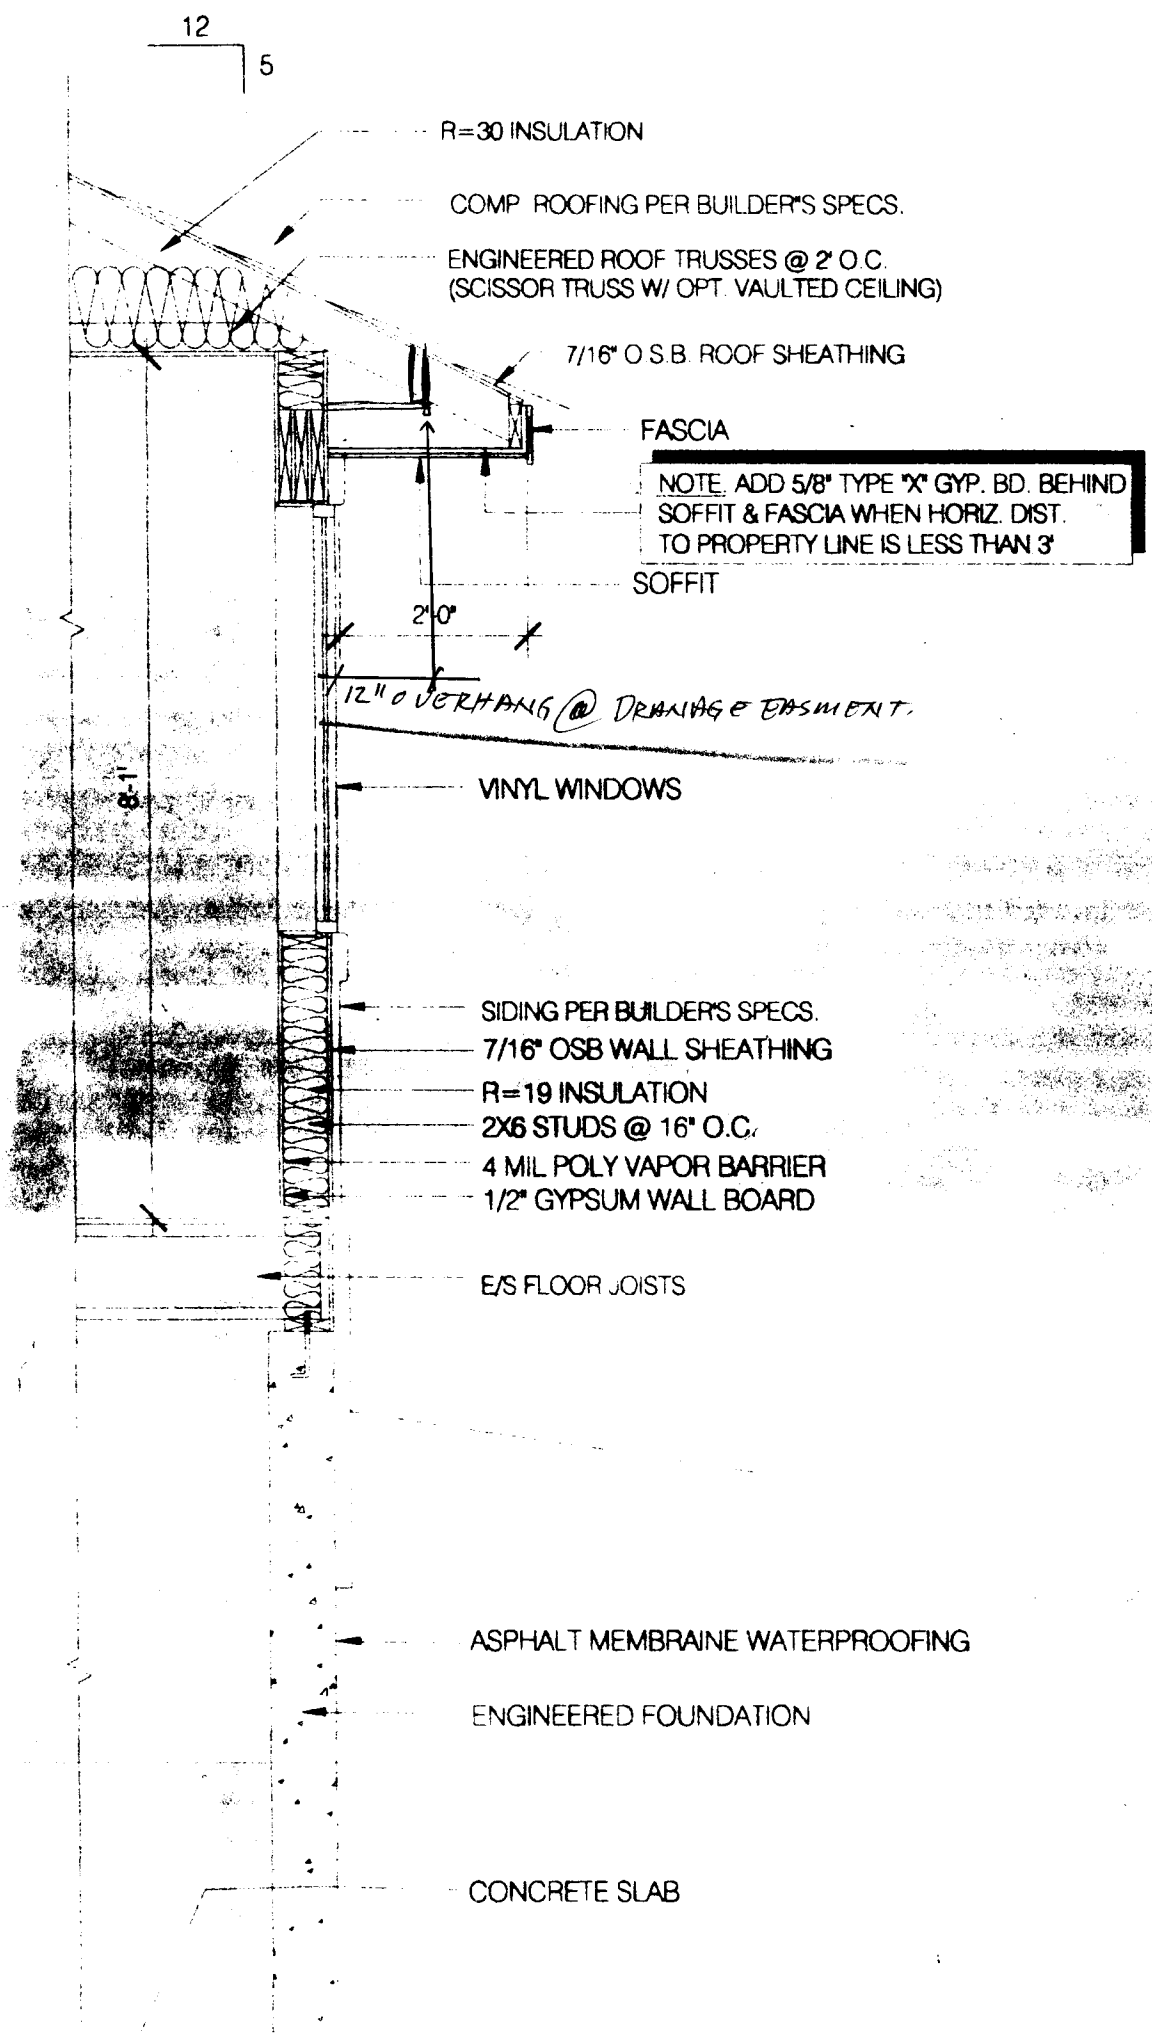 12
5
R=30 INSULATION
COMP ROOFING PER BUILDER"S SPECS.
ENGINEERED ROOF TRUSSES @ 2' O.C.
(SCISSOR TRUSS W/ OPT. VAULTED CEILING)
7/16" O.S.B. ROOF SHEATHING
FASCIA
NOTE. ADD 5/8" TYPE "X" GYP. BD. BEHIND
SOFFIT & FASCIA WHEN HORIZ. DIST.
TO PROPERTY LINE IS LESS THAN 3'
SOFFIT
2'-0"
12" OVERHANG @ DRANAGE EASMENT.
VINYL WINDOWS
8'-1"
SIDING PER BUILDER'S SPECS.
7/16" OSB WALL SHEATHING
R=19 INSULATION
2X6 STUDS @ 16" O.C.
4 MIL POLY VAPOR BARRIER
1/2" GYPSUM WALL BOARD
E/S FLOOR JOISTS
ASPHALT MEMBRAINE WATERPROOFING
ENGINEERED FOUNDATION
CONCRETE SLAB